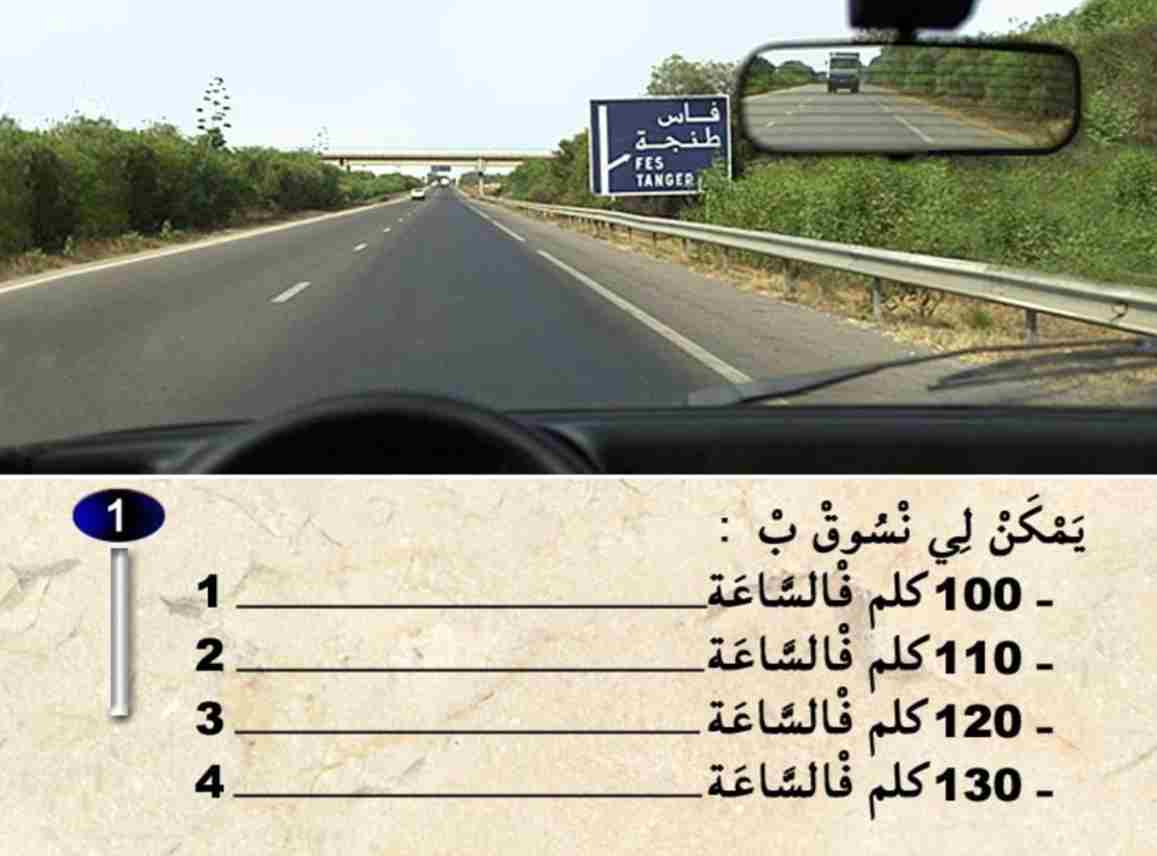 فاس
طنجة
FES
TANGER
1
يَمْكَنْ لِي نْسُوقْ بْ :
- 100 كلم فْالسَّاعَة 1
- 110 كلم فْالسَّاعَة 2
- 120 كلم فْالسَّاعَة 3
- 130 كلم فْالسَّاعَة 4